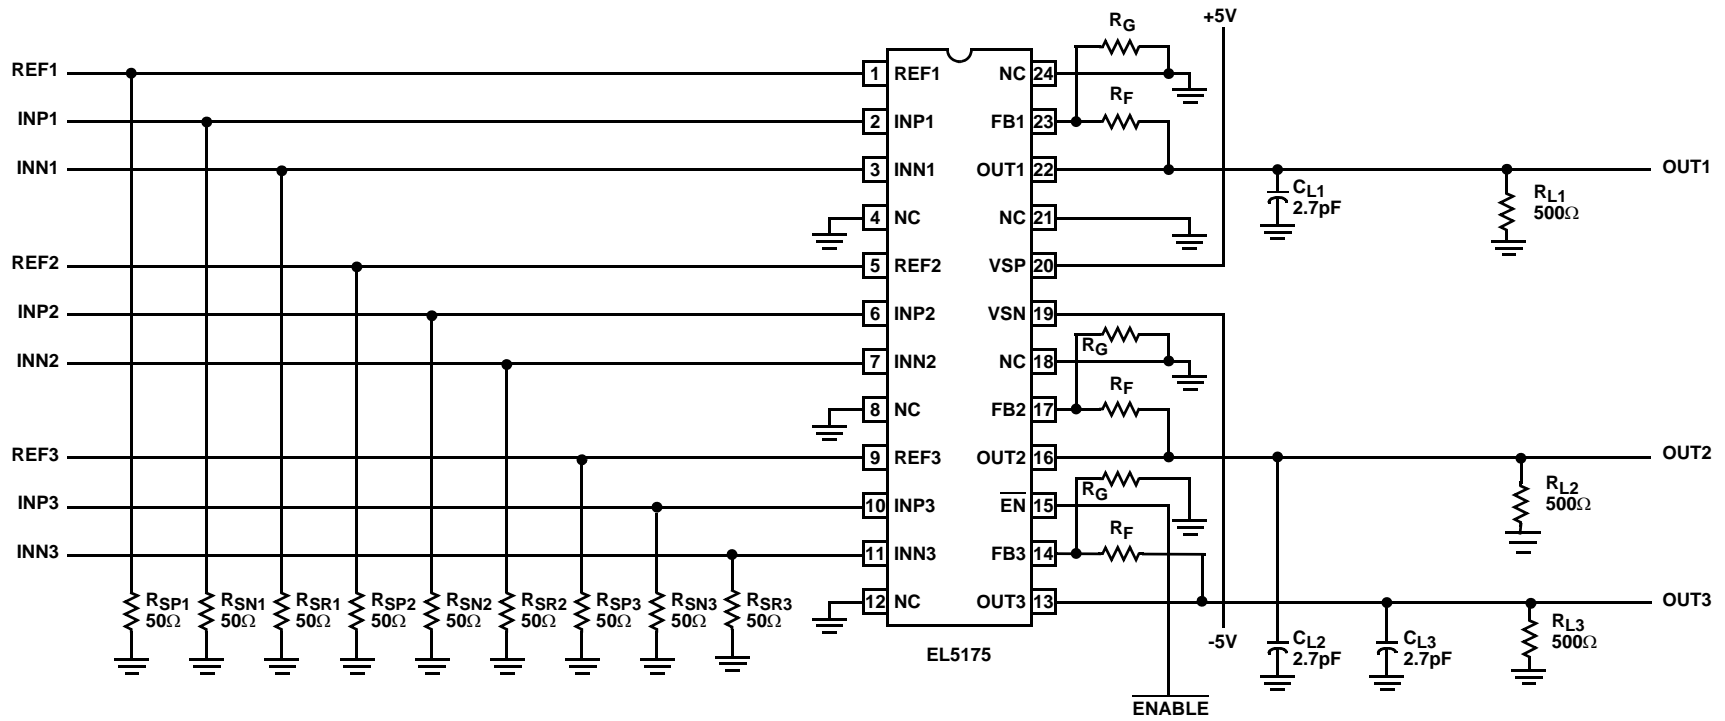 REF1
INP1
INN1
REF2
INP2
INN2
REF3
INP3
INN3
RSP1
50Ω
RSN1
50Ω
RSR1
50Ω
RSP2
50Ω
RSN2
50Ω
RSR2
50Ω
RSP3
50Ω
RSN3
50Ω
RSR3
50Ω
1 REF1
2 INP1
3 INN1
4 NC
5 REF2
6 INP2
7 INN2
8 NC
9 REF3
10 INP3
11 INN3
12 NC
NC 24
FB1 23
OUT1 22
NC 21
VSP 20
VSN 19
NC 18
FB2 17
OUT2 16
EN 15
FB3 14
OUT3 13
EL5175
RG
RF
+5V
RG
RF
RG
RF
-5V
ENABLE
CL1
2.7pF
RL1
500Ω
OUT1
OUT2
RL2
500Ω
OUT3
CL2
2.7pF
CL3
2.7pF
RL3
500Ω